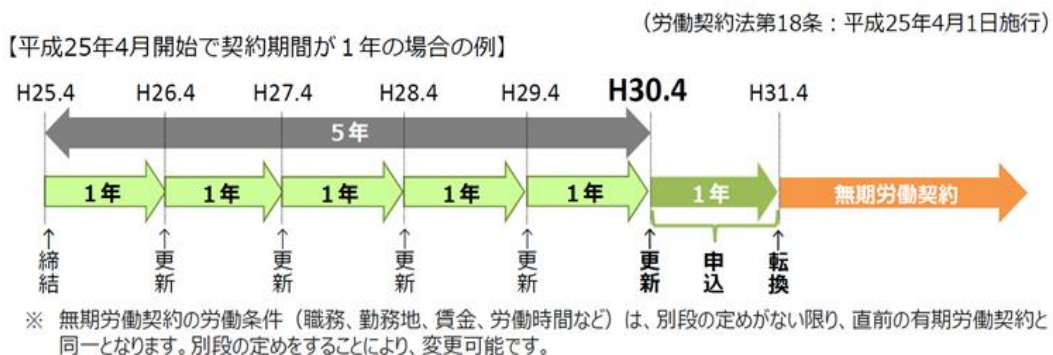 (労働契約法第18条：平成25年4月1日施行)
【平成25年4月開始で契約期間が１年の場合の例】
H25.4 H26.4 H27.4 H28.4 H29.4 H30.4 H31.4
５年
１年 １年 １年 １年 １年 １年 無期労働契約
↑締結 ↑更新 ↑更新 ↑更新 ↑更新 ↑更新 申込 ↑転換
※ 無期労働契約の労働条件（職務、勤務地、賃金、労働時間など）は、別段の定めがない限り、直前の有期労働契約と
同一となります。別段の定めをすることにより、変更可能です。